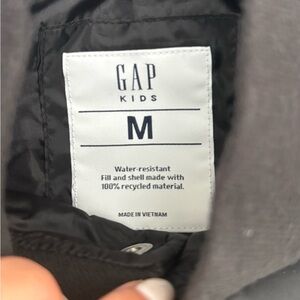 GAP
KIDS
M
Water-resistant
Fill and shell made with
100% recycled material.
MADE IN VIETNAM